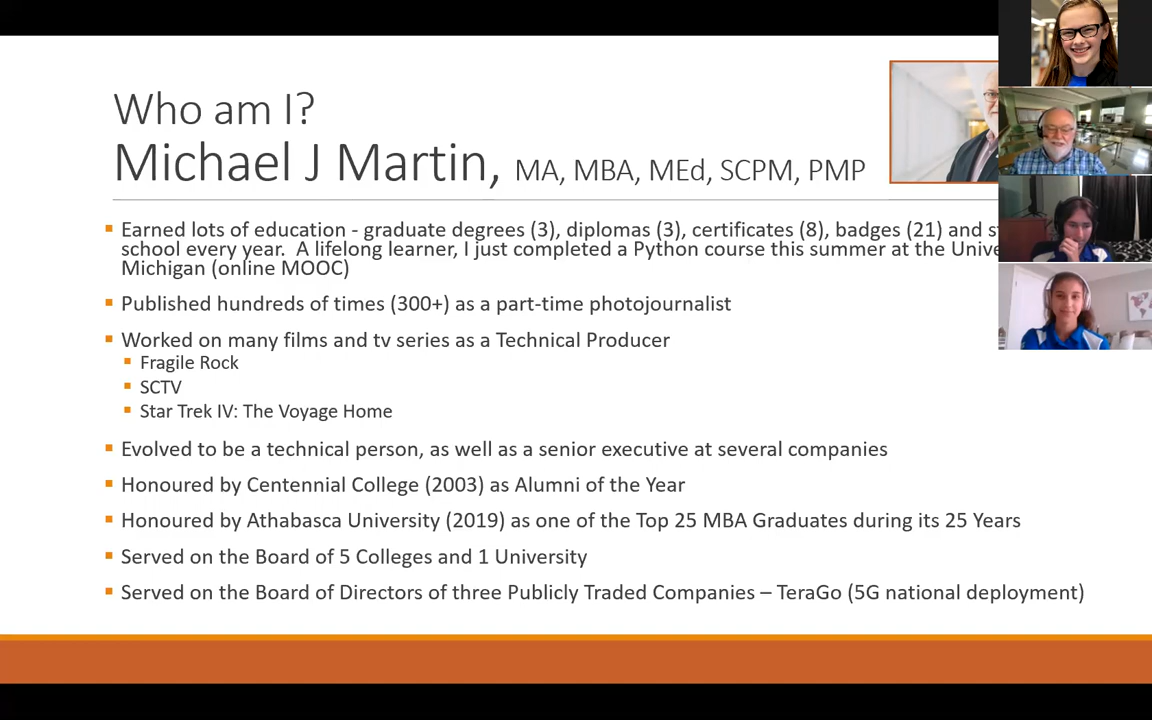 Who am I?
Michael J Martin, MA, MBA, MEd, SCPM, PMP
Earned lots of education - graduate degrees (3), diplomas (3), certificates (8), badges (21) and
school every year. A lifelong learner, I just completed a Python course this summer at the
Michigan (online MOOC)
Published hundreds of times (300+) as a part-time photojournalist
Worked on many films and tv series as a Technical Producer
Fragile Rock
SCTV
Star Trek IV: The Voyage Home
Evolved to be a technical person, as well as a senior executive at several companies
Honoured by Centennial College (2003) as Alumni of the Year
Honoured by Athabasca University (2019) as one of the Top 25 MBA Graduates during its 25 Years
Served on the Board of 5 Colleges and 1 University
Served on the Board of Directors of three Publicly Traded Companies – TeraGo (5G national deployment)